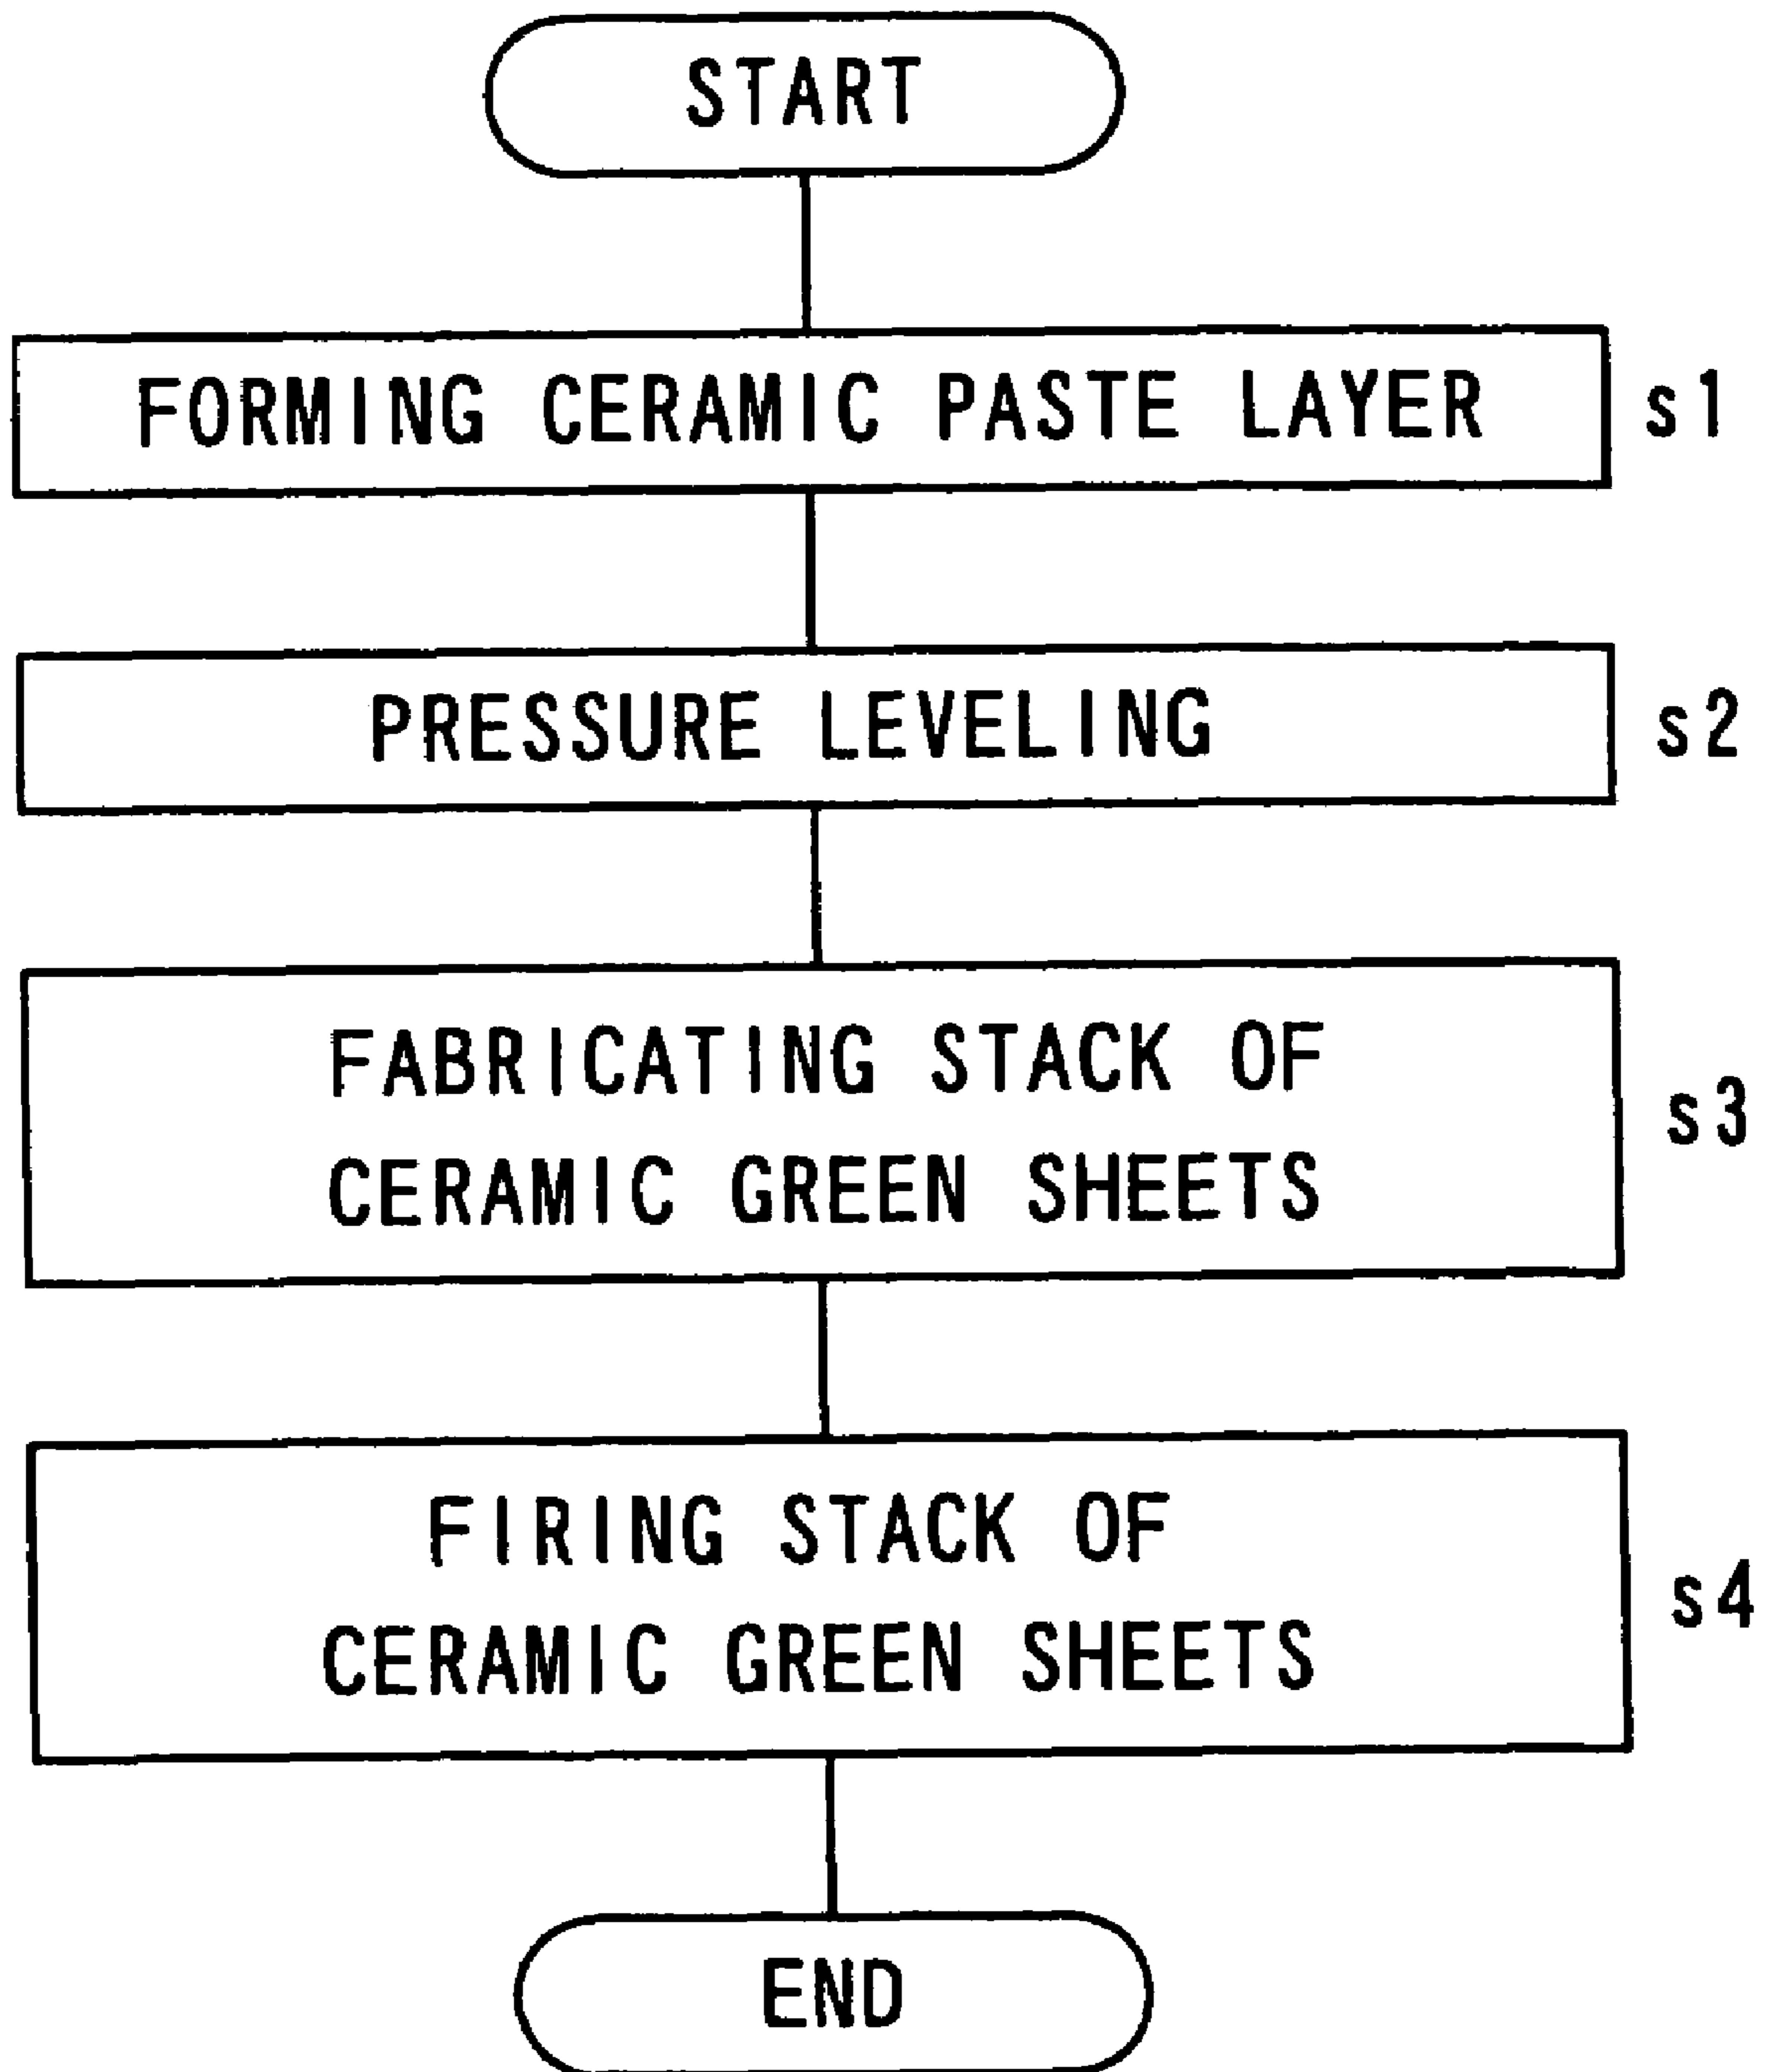 START
FORMING CERAMIC PASTE LAYER s1
PRESSURE LEVELING s2
FABRICATING STACK OF
CERAMIC GREEN SHEETS
s3
FIRING STACK OF
CERAMIC GREEN SHEETS
s4
END